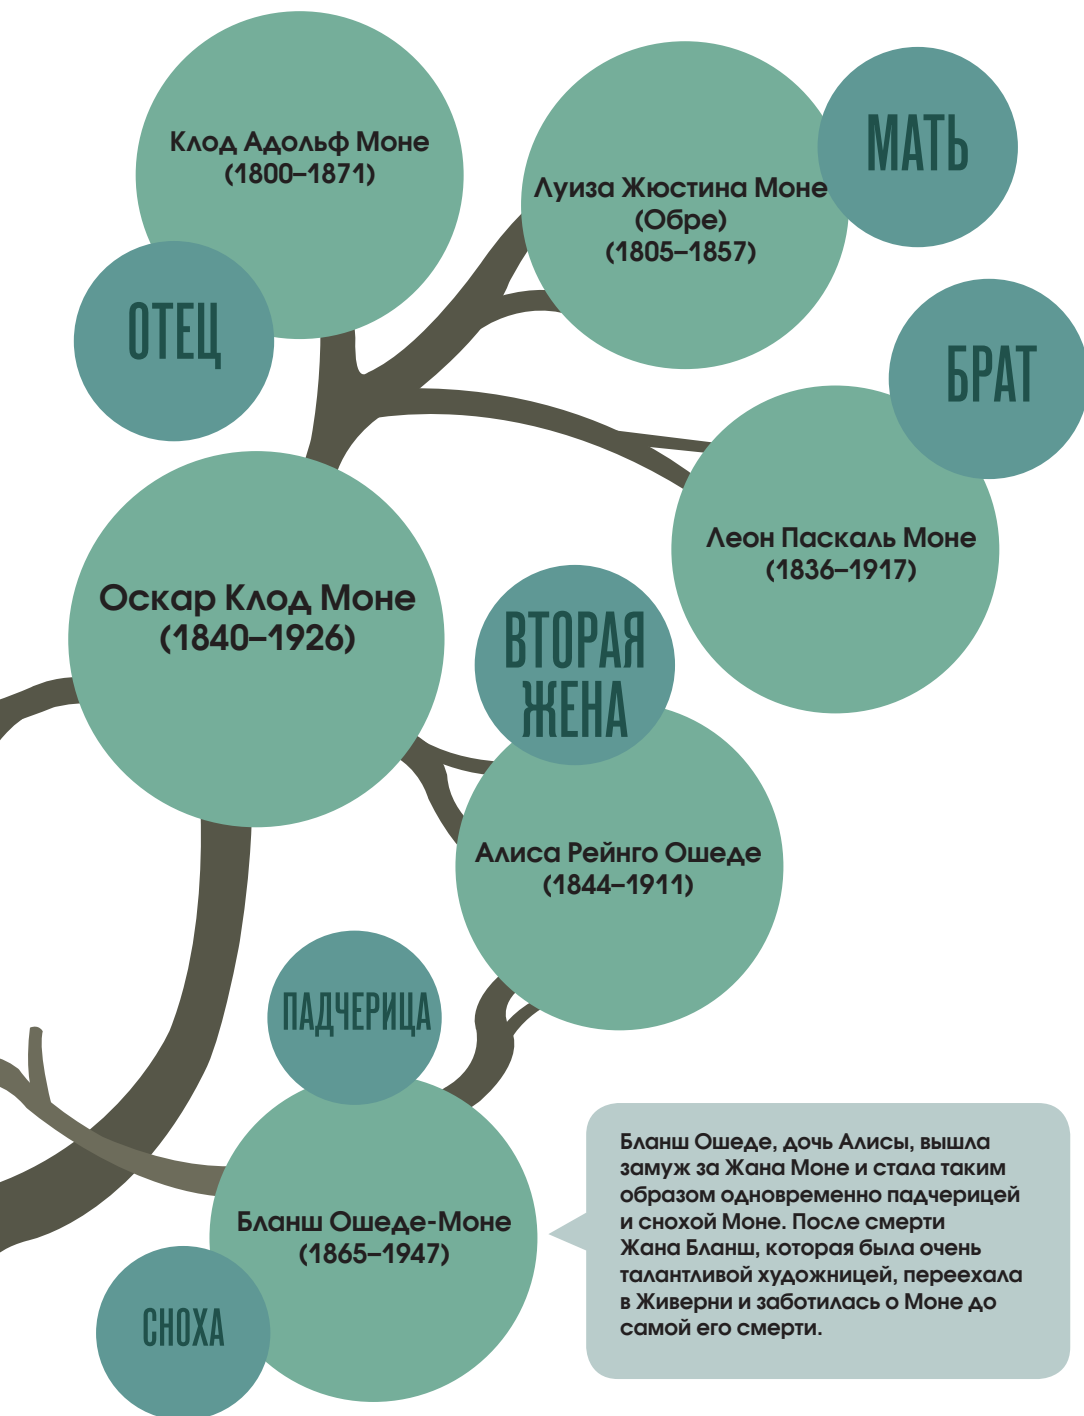 Клод Адольф Моне
(1800–1871)
ОТЕЦ
Луиза Жюстина Моне
(Обре)
(1805–1857)
МАТЬ
БРАТ
Леон Паскаль Моне
(1836–1917)
Оскар Клод Моне
(1840–1926)
ВТОРАЯ
ЖЕНА
Алиса Рейнго Ошеде
(1844–1911)
ПАДЧЕРИЦА
Бланш Ошеде-Моне
(1865–1947)
СНОХА
Бланш Ошеде, дочь Алисы, вышла
замуж за Жана Моне и стала таким
образом одновременно падчерицей
и снохой Моне. После смерти
Жана Бланш, которая была очень
талантливой художницей, переехала
в Живерни и заботилась о Моне до
самой его смерти.